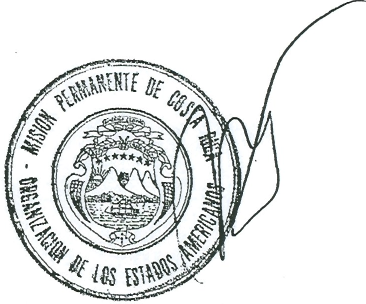 MISION PERMANENTE DE COSTA RICA
- ORGANIZACION DE LOS ESTADOS AMERICANOS -